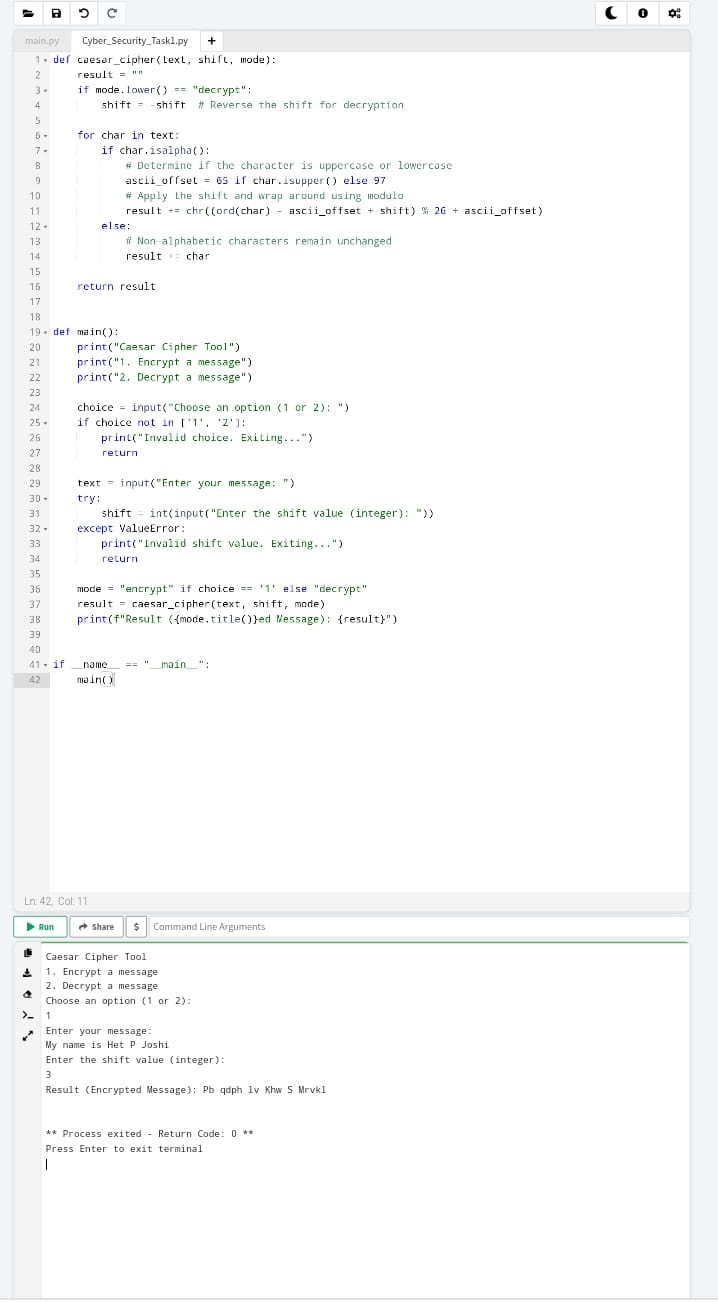 main.py Cyber_Security_Task1.py +
1 def caesar_cipher(text, shift, mode):
2     result = ""
3     if mode.lower() == "decrypt":
4         shift = -shift  # Reverse the shift for decryption
5
6     for char in text:
7         if char.isalpha():
8             # Determine if the character is uppercase or lowercase
9             ascii_offset = 65 if char.isupper() else 97
10             # Apply the shift and wrap around using modulo
11             result += chr((ord(char) - ascii_offset + shift) % 26 + ascii_offset)
12         else:
13             # Non-alphabetic characters remain unchanged
14             result += char
15
16     return result
17
18
19 def main():
20     print("Caesar Cipher Tool")
21     print("1. Encrypt a message")
22     print("2. Decrypt a message")
23
24     choice = input("Choose an option (1 or 2): ")
25     if choice not in ['1', '2']:
26         print("Invalid choice. Exiting...")
27         return
28
29     text = input("Enter your message: ")
30     try:
31         shift = int(input("Enter the shift value (integer): "))
32     except ValueError:
33         print("Invalid shift value. Exiting...")
34         return
35
36     mode = "encrypt" if choice == '1' else "decrypt"
37     result = caesar_cipher(text, shift, mode)
38     print(f"Result ({mode.title()}ed Message): {result}")
39
40
41 if __name__ == "__main__":
42     main()
Ln: 42, Col: 11
Run Share $ Command Line Arguments
Caesar Cipher Tool
1. Encrypt a message
2. Decrypt a message
Choose an option (1 or 2):
1
Enter your message:
My name is Het P Joshi
Enter the shift value (integer):
3
Result (Encrypted Message): Pb qdph lv Khw S Mrvkl
** Process exited - Return Code: 0 **
Press Enter to exit terminal